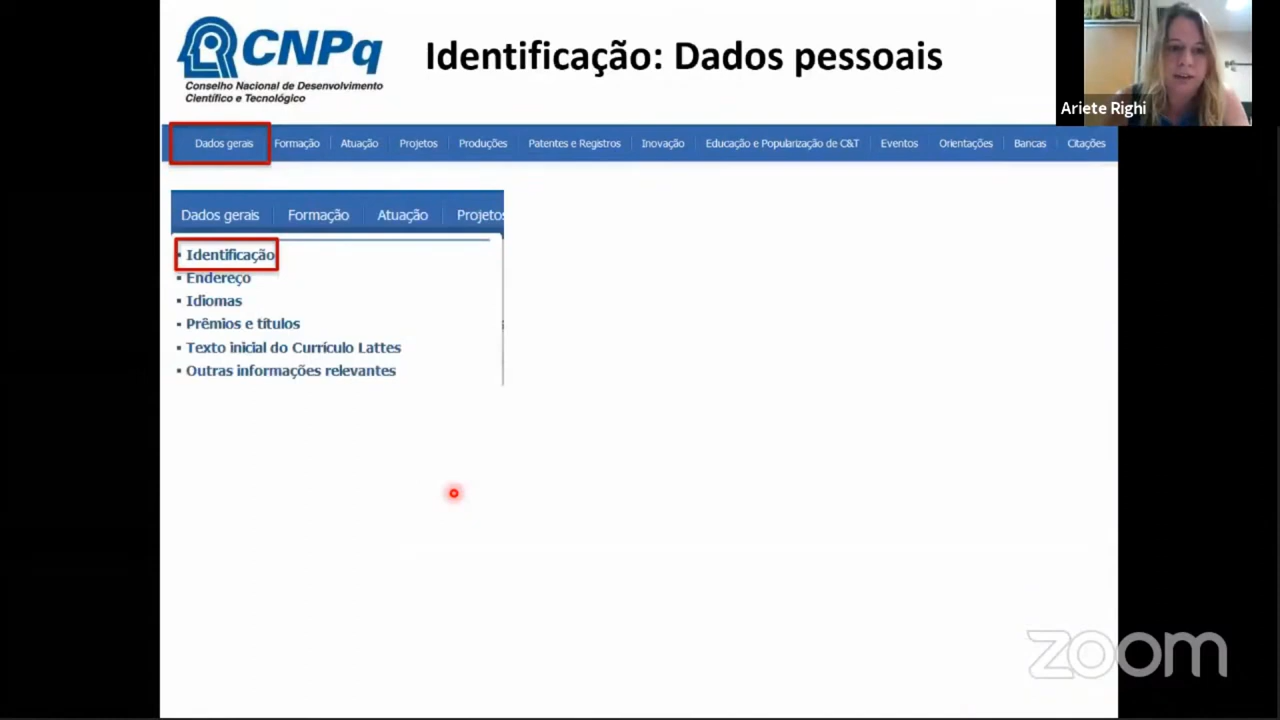 CNPq
Conselho Nacional de Desenvolvimento
Científico e Tecnológico
Identificação: Dados pessoais
Ariete Righi
Dados gerais Formação Atuação Projetos Produções Patentes e Registros Inovação Educação e Popularização de C&T Eventos Orientações Bancas Citações
Dados gerais Formação Atuação Projetos
Identificação
Endereço
Idiomas
Prêmios e títulos
Texto inicial do Currículo Lattes
Outras informações relevantes
zoom